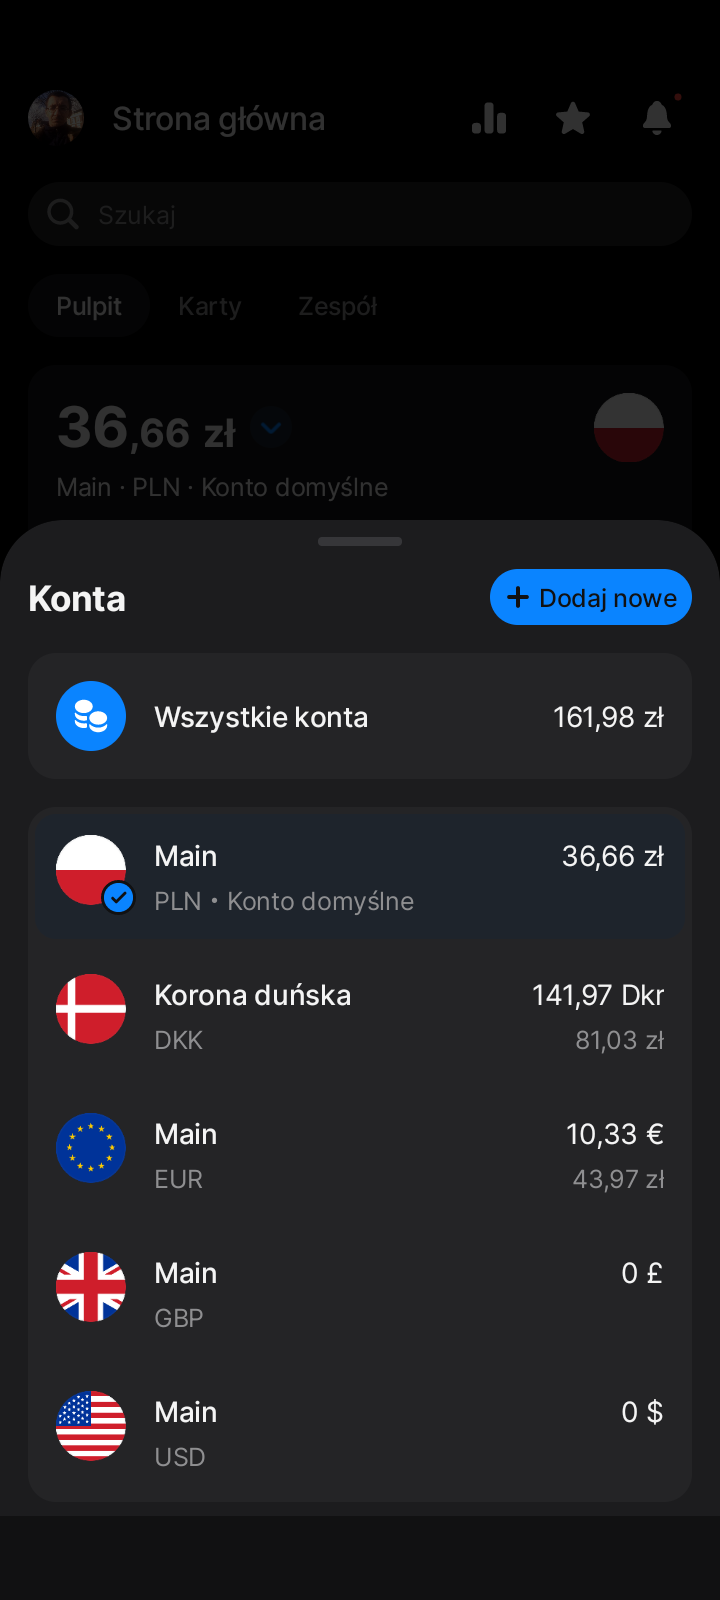 Strona główna
Szukaj
Pulpit Karty Zespół
36,66 zł
Main · PLN · Konto domyślne
Konta
Dodaj nowe
Wszystkie konta 161,98 zł
Main 36,66 zł
PLN • Konto domyślne
Korona duńska 141,97 Dkr
DKK 81,03 zł
Main 10,33 €
EUR 43,97 zł
Main 0 £
GBP
Main 0 $
USD